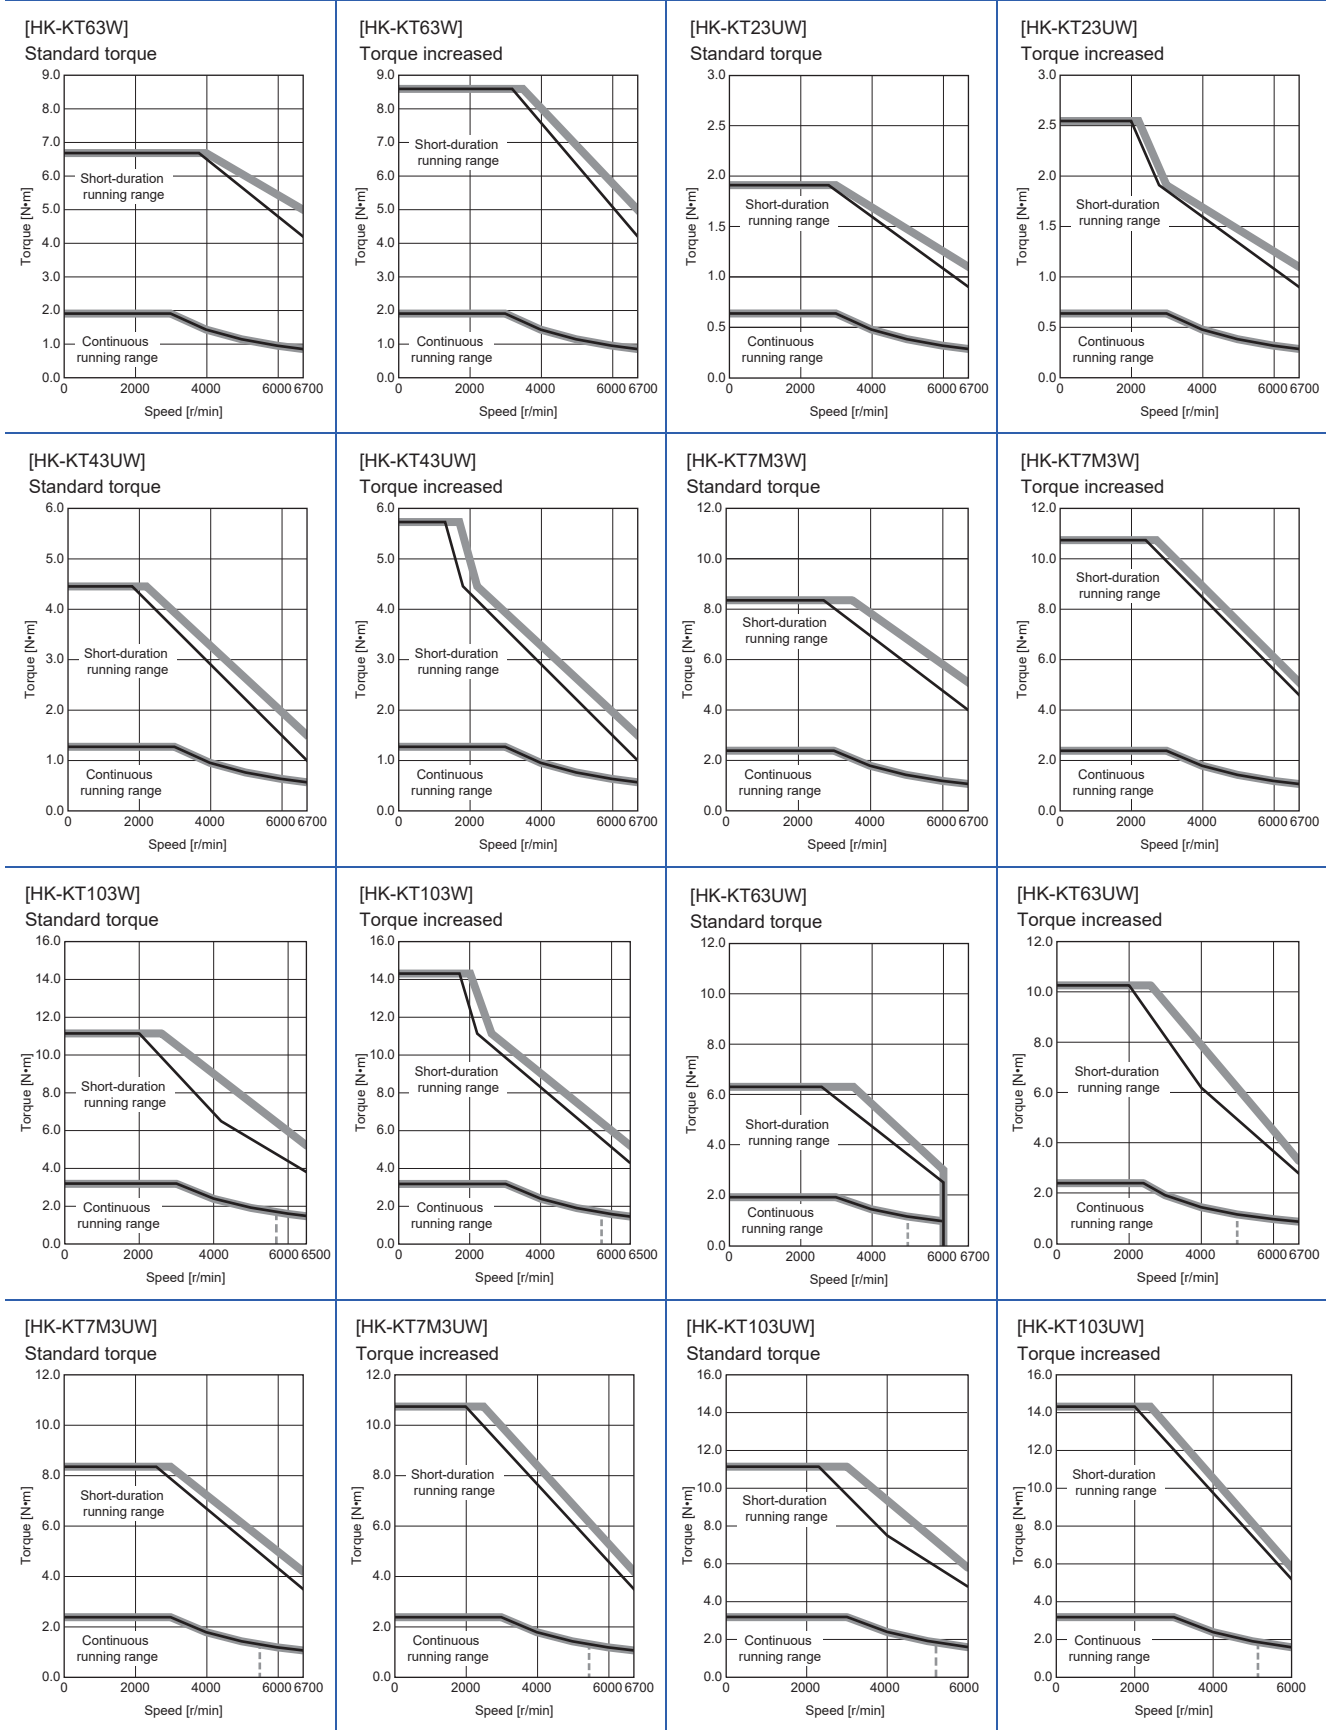 [HK-KT63W]
Standard torque
9.0
8.0
7.0
6.0
5.0
4.0
3.0
2.0
1.0
0.0
Torque [N•m]
Short-duration
running range
Continuous
running range
0 2000 4000 6000 6700
Speed [r/min]
[HK-KT63W]
Torque increased
9.0
8.0
7.0
6.0
5.0
4.0
3.0
2.0
1.0
0.0
Torque [N•m]
Short-duration
running range
Continuous
running range
0 2000 4000 6000 6700
Speed [r/min]
[HK-KT23UW]
Standard torque
3.0
2.5
2.0
1.5
1.0
0.5
0.0
Torque [N•m]
Short-duration
running range
Continuous
running range
0 2000 4000 6000 6700
Speed [r/min]
[HK-KT23UW]
Torque increased
3.0
2.5
2.0
1.5
1.0
0.5
0.0
Torque [N•m]
Short-duration
running range
Continuous
running range
0 2000 4000 6000 6700
Speed [r/min]
[HK-KT43UW]
Standard torque
6.0
5.0
4.0
3.0
2.0
1.0
0.0
Torque [N•m]
Short-duration
running range
Continuous
running range
0 2000 4000 6000 6700
Speed [r/min]
[HK-KT43UW]
Torque increased
6.0
5.0
4.0
3.0
2.0
1.0
0.0
Torque [N•m]
Short-duration
running range
Continuous
running range
0 2000 4000 6000 6700
Speed [r/min]
[HK-KT7M3W]
Standard torque
12.0
10.0
8.0
6.0
4.0
2.0
0.0
Torque [N•m]
Short-duration
running range
Continuous
running range
0 2000 4000 6000 6700
Speed [r/min]
[HK-KT7M3W]
Torque increased
12.0
10.0
8.0
6.0
4.0
2.0
0.0
Torque [N•m]
Short-duration
running range
Continuous
running range
0 2000 4000 6000 6700
Speed [r/min]
[HK-KT103W]
Standard torque
16.0
14.0
12.0
10.0
8.0
6.0
4.0
2.0
0.0
Torque [N•m]
Short-duration
running range
Continuous
running range
0 2000 4000 6000 6500
Speed [r/min]
[HK-KT103W]
Torque increased
16.0
14.0
12.0
10.0
8.0
6.0
4.0
2.0
0.0
Torque [N•m]
Short-duration
running range
Continuous
running range
0 2000 4000 6000 6500
Speed [r/min]
[HK-KT63UW]
Standard torque
12.0
10.0
8.0
6.0
4.0
2.0
0.0
Torque [N•m]
Short-duration
running range
Continuous
running range
0 2000 4000 6000 6700
Speed [r/min]
[HK-KT63UW]
Torque increased
12.0
10.0
8.0
6.0
4.0
2.0
0.0
Torque [N•m]
Short-duration
running range
Continuous
running range
0 2000 4000 6000 6700
Speed [r/min]
[HK-KT7M3UW]
Standard torque
12.0
10.0
8.0
6.0
4.0
2.0
0.0
Torque [N•m]
Short-duration
running range
Continuous
running range
0 2000 4000 6000 6700
Speed [r/min]
[HK-KT7M3UW]
Torque increased
12.0
10.0
8.0
6.0
4.0
2.0
0.0
Torque [N•m]
Short-duration
running range
Continuous
running range
0 2000 4000 6000 6700
Speed [r/min]
[HK-KT103UW]
Standard torque
16.0
14.0
12.0
10.0
8.0
6.0
4.0
2.0
0.0
Torque [N•m]
Short-duration
running range
Continuous
running range
0 2000 4000 6000
Speed [r/min]
[HK-KT103UW]
Torque increased
16.0
14.0
12.0
10.0
8.0
6.0
4.0
2.0
0.0
Torque [N•m]
Short-duration
running range
Continuous
running range
0 2000 4000 6000
Speed [r/min]